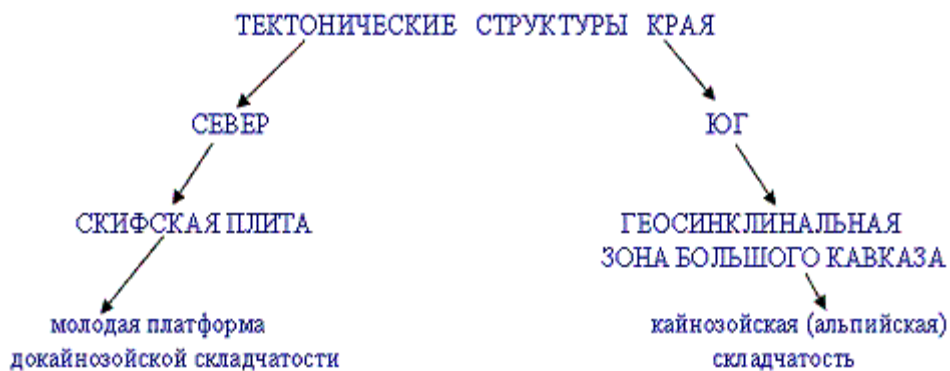 ТЕКТОНИЧЕСКИЕ СТРУКТУРЫ КРАЯ
СЕВЕР
ЮГ
СКИФСКАЯ ПЛИТА
ГЕОСИНКЛИНАЛЬНАЯ
ЗОНА БОЛЬШОГО КАВКАЗА
молодая платформа
докайнозойской складчатости
кайнозойская (альпийская)
складчатость